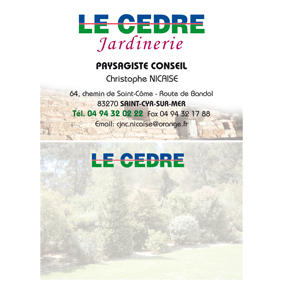 LE CEDRE
Jardinerie
PAYSAGISTE CONSEIL
Christophe NICAISE
64, chemin de Saint-Côme - Route de Bandol
83270 SAINT-CYR-SUR-MER
Tél. 04 94 32 02 22 Fax 04 94 32 17 88
Email: cjnc.nicaise@orange.fr
LE CEDRE